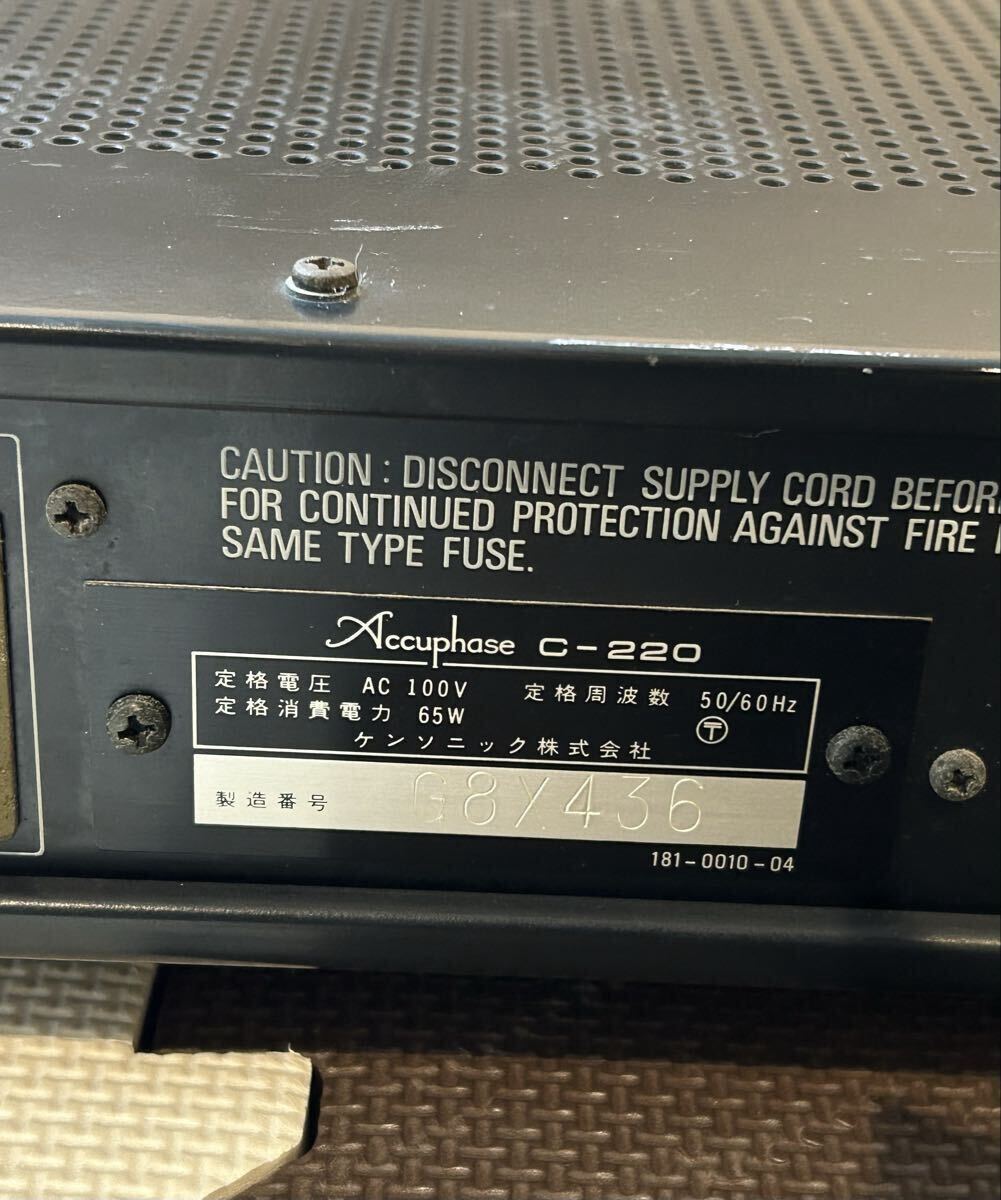 CAUTION : DISCONNECT SUPPLY CORD BEFOR
FOR CONTINUED PROTECTION AGAINST FIRE
SAME TYPE FUSE.
Accuphase C-220
定格電圧 AC 100V 定格周波数 50/60Hz
定格消費電力 65W 〒
ケンソニック株式会社
製造番号 G8Y436
181-0010-04